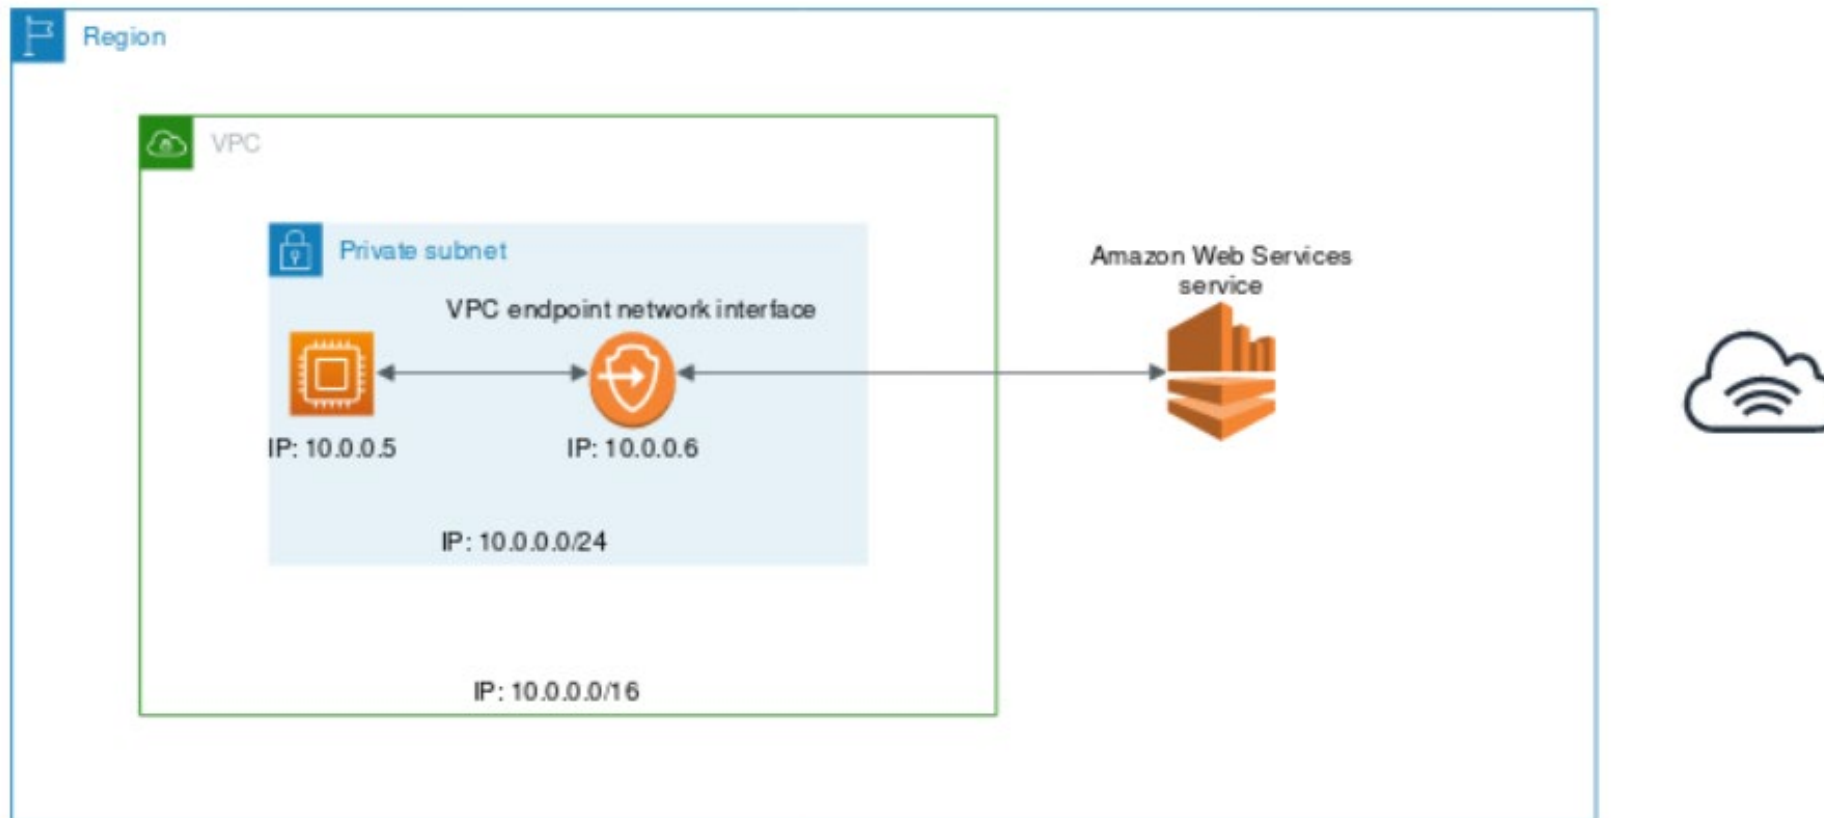 Region
VPC
Private subnet
VPC endpoint network interface
Amazon Web Services
service
IP: 10.0.0.5
IP: 10.0.0.6
IP: 10.0.0.0/24
IP: 10.0.0.0/16